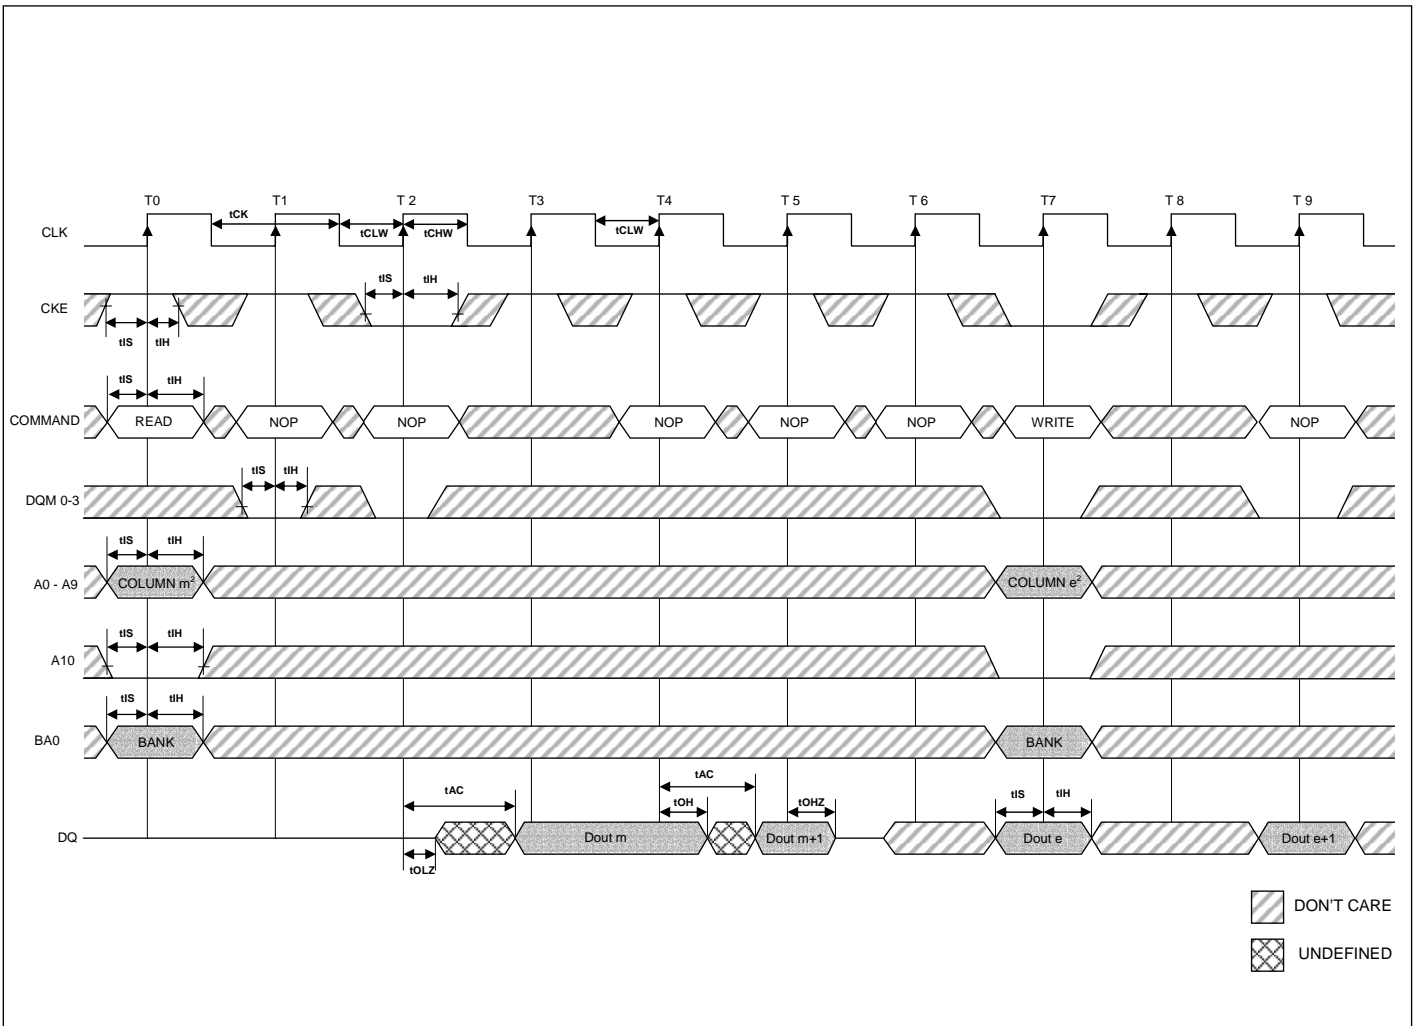 T0 T1 T 2 T3 T4 T 5 T 6 T7 T 8 T 9
tCK
CLK tCLW tCHW tCLW
tIS tIH
CKE
tIS tIH
tIS tIH
COMMAND READ NOP NOP NOP NOP NOP WRITE NOP
tIS tIH
DQM 0-3
tIS tIH
A0 - A9 COLUMN m² COLUMN e²
tIS tIH
A10
tIS tIH
BA0 BANK BANK
tAC tAC
tOH tOHZ tIS tIH
DQ Dout m Dout m+1 Dout e Dout e+1
tOLZ
DON'T CARE
UNDEFINED